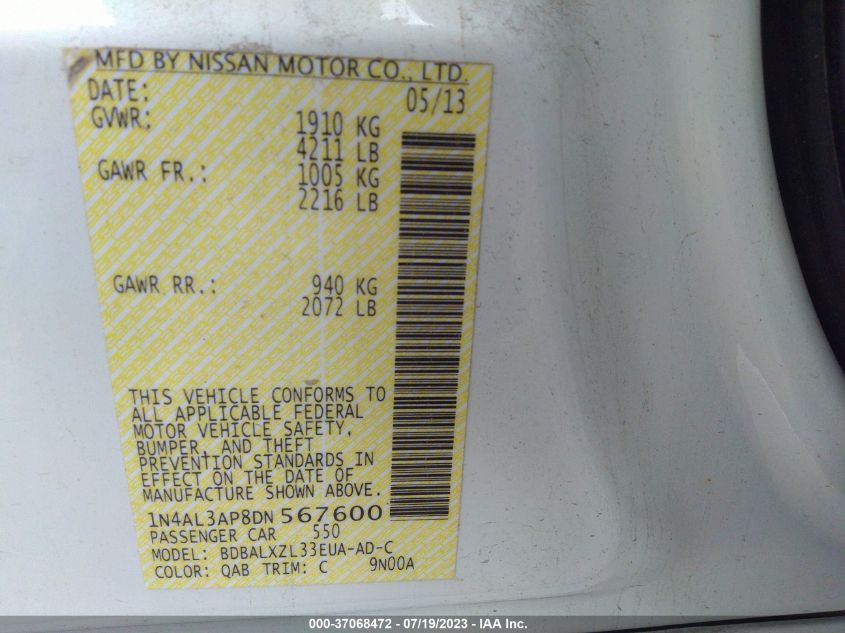 MFD BY NISSAN MOTOR CO., LTD.
DATE: 05/13
GVWR: 1910 KG
4211 LB
GAWR FR.: 1005 KG
2216 LB
GAWR RR.: 940 KG
2072 LB
THIS VEHICLE CONFORMS TO
ALL APPLICABLE FEDERAL
MOTOR VEHICLE SAFETY,
BUMPER, AND THEFT
PREVENTION STANDARDS IN
EFFECT ON THE DATE OF
MANUFACTURE SHOWN ABOVE.
1N4AL3AP8DN 567600
PASSENGER CAR 550
MODEL: BDBALXZL33EUA-AD-C
COLOR: QAB TRIM: C 9N00A
000-37068472 - 07/19/2023 - IAA Inc.